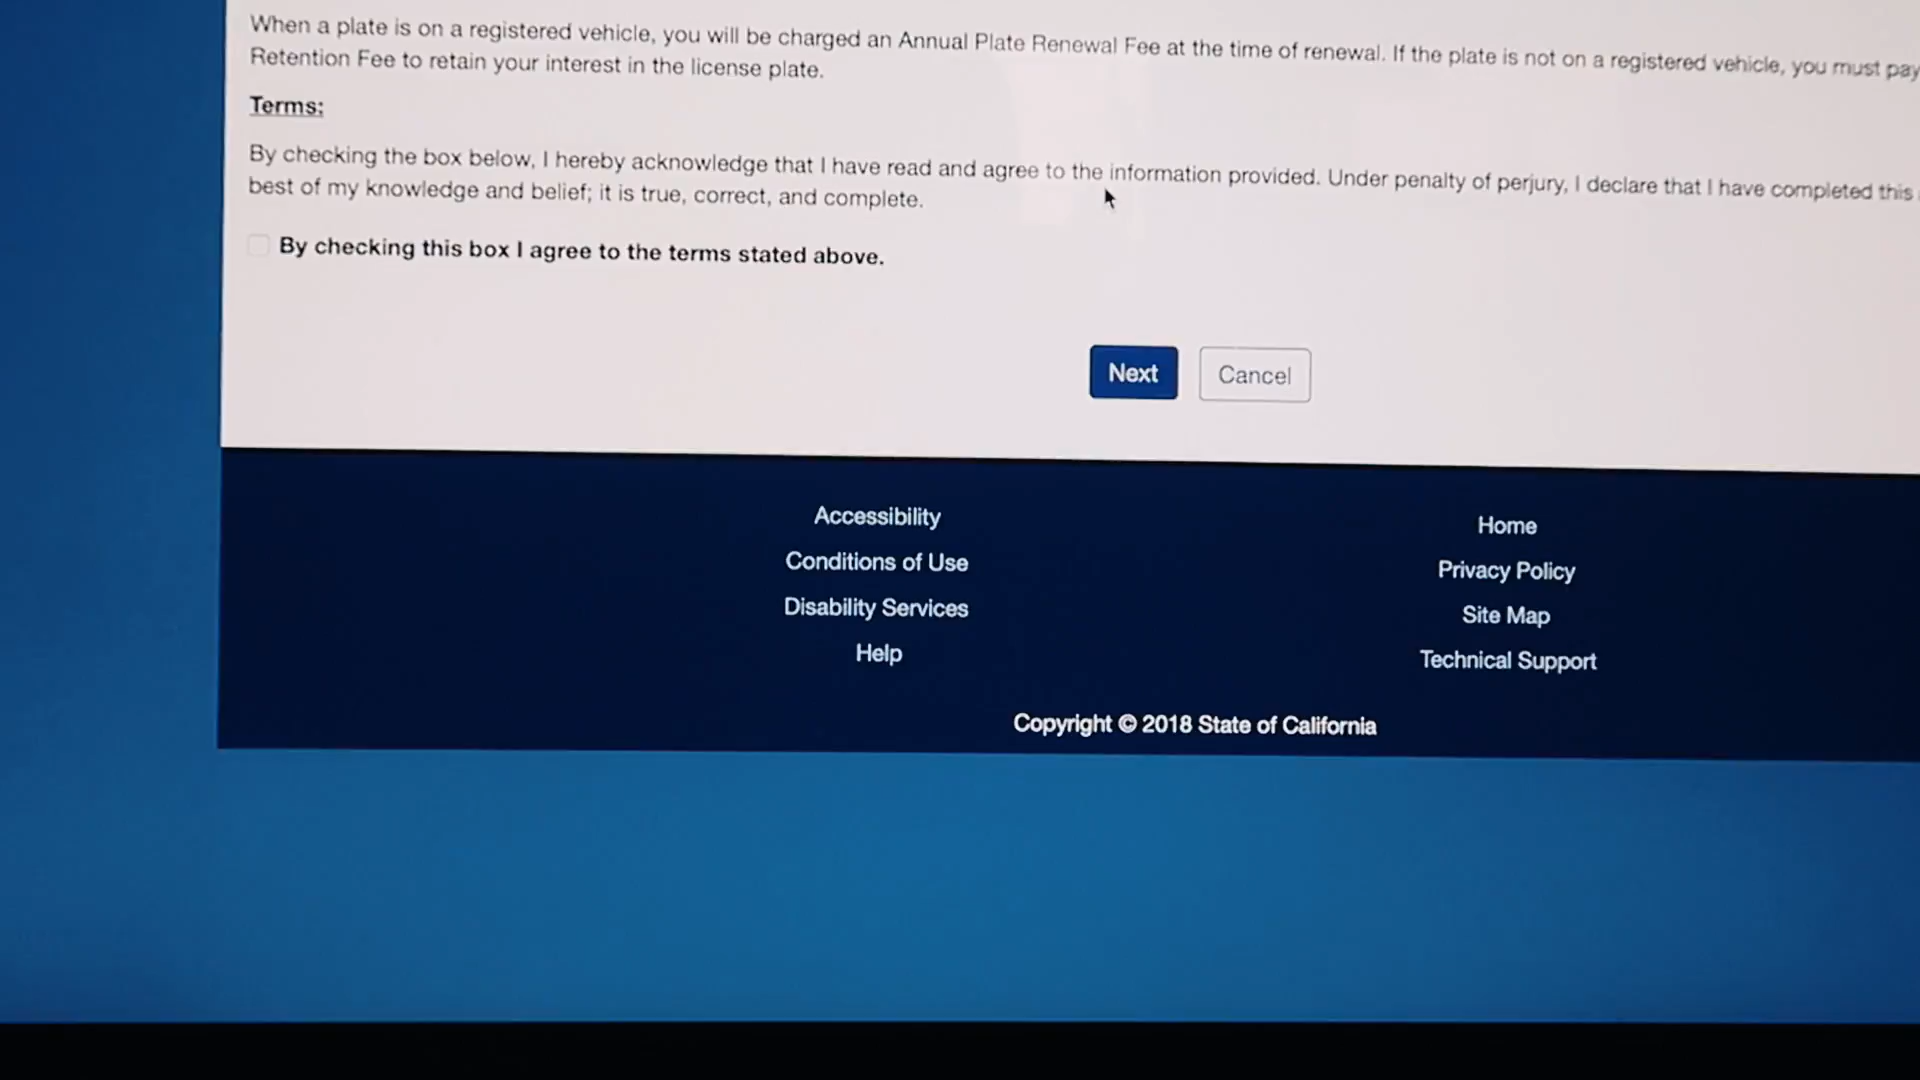 When a plate is on a registered vehicle, you will be charged an Annual Plate Renewal Fee at the time of renewal. If the plate is not on a registered vehicle, you must pay
Retention Fee to retain your interest in the license plate.
Terms:
By checking the box below, I hereby acknowledge that I have read and agree to the information provided. Under penalty of perjury, I declare that I have completed this
best of my knowledge and belief; it is true, correct, and complete.
By checking this box I agree to the terms stated above.
Next Cancel
Accessibility
Home
Conditions of Use
Privacy Policy
Disability Services
Site Map
Help
Technical Support
Copyright © 2018 State of California